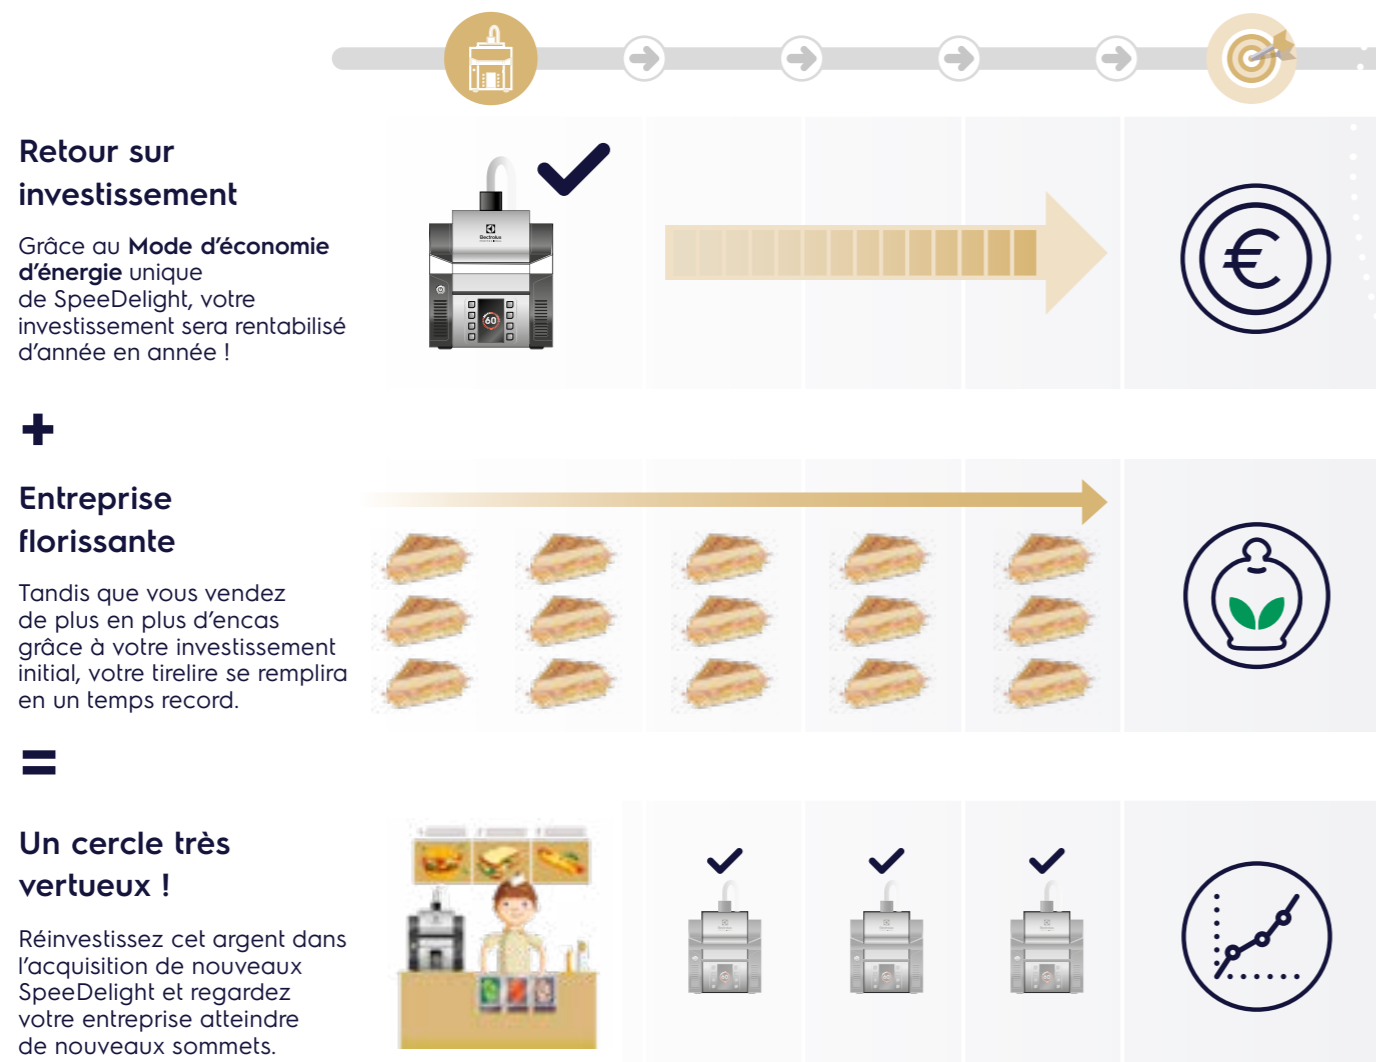 Retour sur
investissement
Grâce au Mode d’économie
d’énergie unique
de SpeeDelight, votre
investissement sera rentabilisé
d’année en année !
Electrolux
60
+
Entreprise
florissante
Tandis que vous vendez
de plus en plus d’encas
grâce à votre investissement
initial, votre tirelire se remplira
en un temps record.
=
Un cercle très
vertueux !
Réinvestissez cet argent dans
l’acquisition de nouveaux
SpeeDelight et regardez
votre entreprise atteindre
de nouveaux sommets.
€